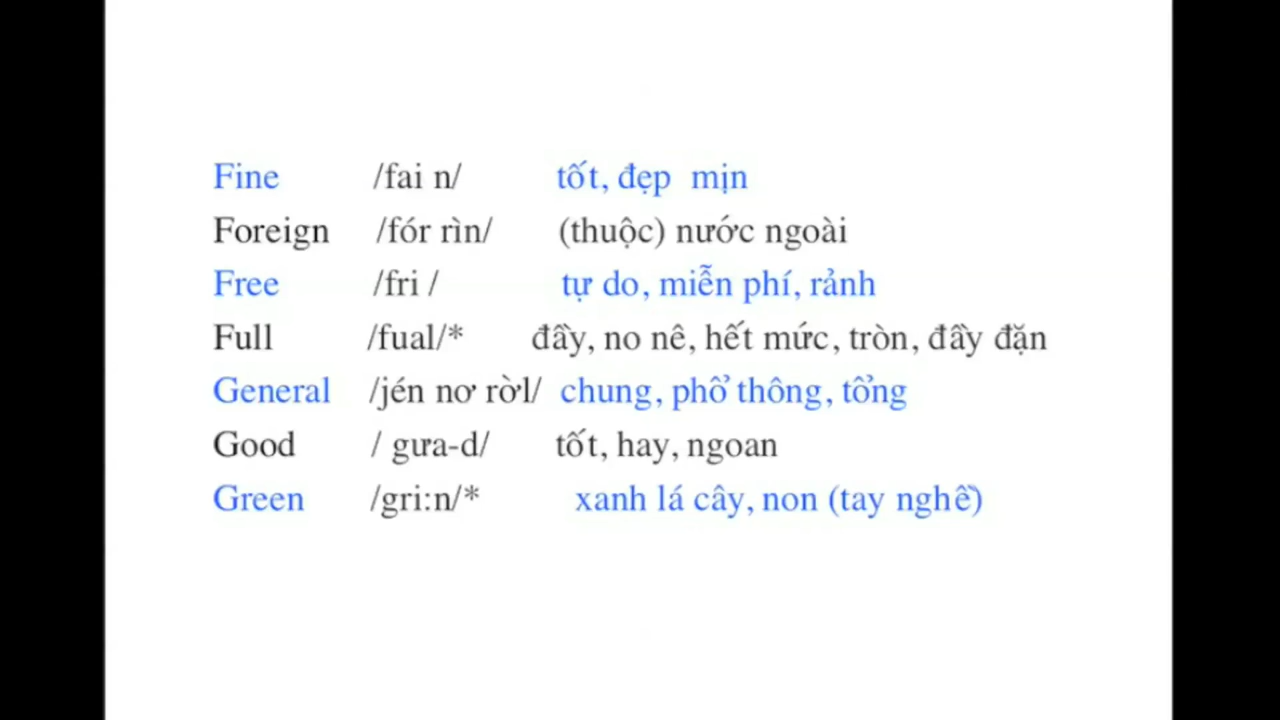 Fine /fai n/ tốt, đẹp mịn
Foreign /fór rìn/ (thuộc) nước ngoài
Free /fri / tự do, miễn phí, rảnh
Full /fual/* đầy, no nê, hết mức, tròn, đầy đặn
General /jén nơ rờl/ chung, phổ thông, tổng
Good / gưa-d/ tốt, hay, ngoan
Green /gri:n/* xanh lá cây, non (tay nghề)